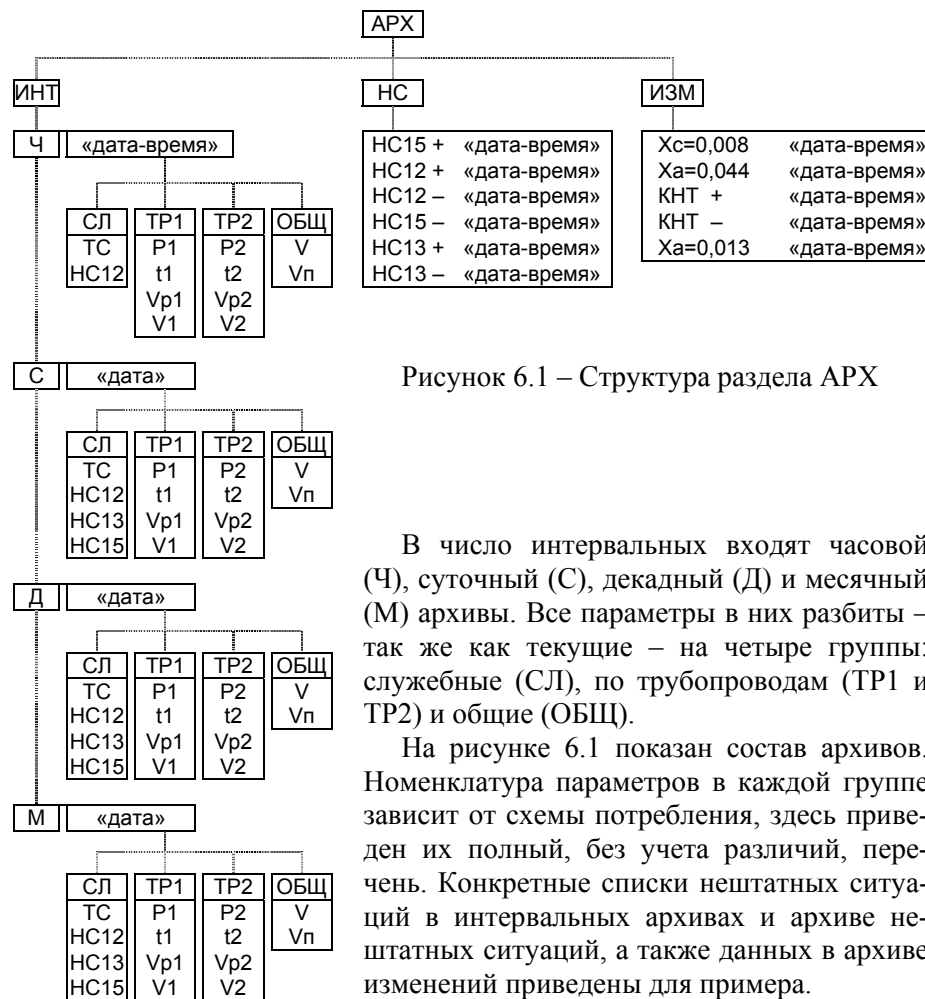 АРХ
ИНТ
НС
ИЗМ
Ч «дата-время»
СЛ ТР1 ТР2 ОБЩ
ТС P1 P2 V
НС12 t1 t2 Vп
Vр1 Vр2
V1 V2
НС15 + «дата-время»
НС12 + «дата-время»
НС12 – «дата-время»
НС15 – «дата-время»
НС13 + «дата-время»
НС13 – «дата-время»
Хс=0,008 «дата-время»
Ха=0,044 «дата-время»
КНТ + «дата-время»
КНТ – «дата-время»
Ха=0,013 «дата-время»
С «дата»
СЛ ТР1 ТР2 ОБЩ
ТС P1 P2 V
НС12 t1 t2 Vп
НС13 Vр1 Vр2
НС15 V1 V2
Д «дата»
СЛ ТР1 ТР2 ОБЩ
ТС P1 P2 V
НС12 t1 t2 Vп
НС13 Vр1 Vр2
НС15 V1 V2
М «дата»
СЛ ТР1 ТР2 ОБЩ
ТС P1 P2 V
НС12 t1 t2 Vп
НС13 Vр1 Vр2
НС15 V1 V2
Рисунок 6.1 – Структура раздела АРХ
В число интервальных входят часовой
(Ч), суточный (С), декадный (Д) и месячный
(М) архивы. Все параметры в них разбиты –
так же как текущие – на четыре группы:
служебные (СЛ), по трубопроводам (ТР1 и
ТР2) и общие (ОБЩ).
На рисунке 6.1 показан состав архивов.
Номенклатура параметров в каждой группе
зависит от схемы потребления, здесь приве-
ден их полный, без учета различий, пере-
чень. Конкретные списки нештатных ситуа-
ций в интервальных архивах и архиве не-
штатных ситуаций, а также данных в архиве
изменений приведены для примера.